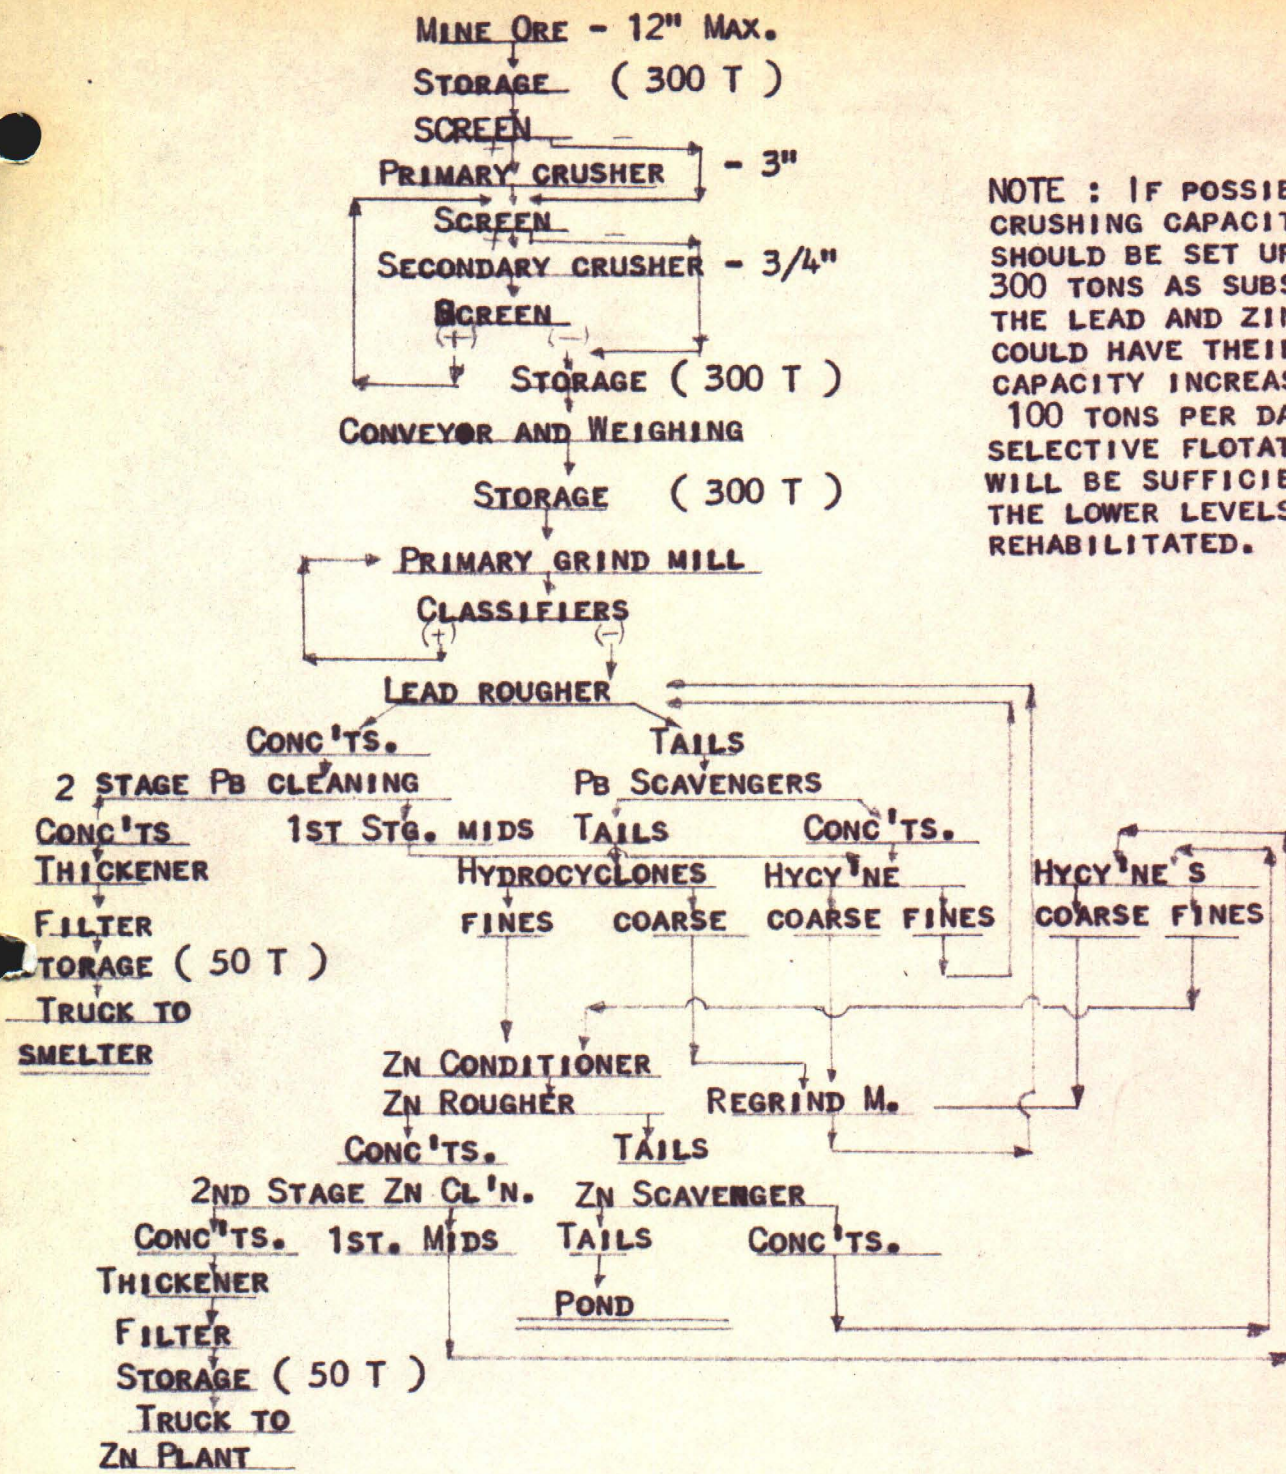 MINE ORE - 12" MAX.
STORAGE ( 300 T )
SCREEN
+ -
PRIMARY CRUSHER - 3"
SCREEN
+ -
SECONDARY CRUSHER - 3/4"
SCREEN
(+) (-)
STORAGE ( 300 T )
CONVEYOR AND WEIGHING
STORAGE ( 300 T )
PRIMARY GRIND MILL
CLASSIFIERS
(+) (-)
LEAD ROUGHER
CONC'TS. TAILS
2 STAGE PB CLEANING PB SCAVENGERS
CONC'TS 1ST STG. MIDS TAILS CONC'TS.
THICKENER HYDROCYCLONES HYCY'NE HYCY'NE'S
FILTER FINES COARSE COARSE FINES COARSE FINES
STORAGE ( 50 T )
TRUCK TO
SMELTER
ZN CONDITIONER
ZN ROUGHER REGRIND M.
CONC'TS. TAILS
2ND STAGE ZN CL'N. ZN SCAVENGER
CONC"TS. 1ST. MIDS TAILS CONC'TS.
THICKENER
POND
FILTER
STORAGE ( 50 T )
TRUCK TO
ZN PLANT
NOTE : IF POSSI
CRUSHING CAPACIT
SHOULD BE SET U
300 TONS AS SUBS
THE LEAD AND ZI
COULD HAVE THEI
CAPACITY INCREAS
100 TONS PER DA
SELECTIVE FLOTAT
WILL BE SUFFICIE
THE LOWER LEVELS
REHABILITATED.